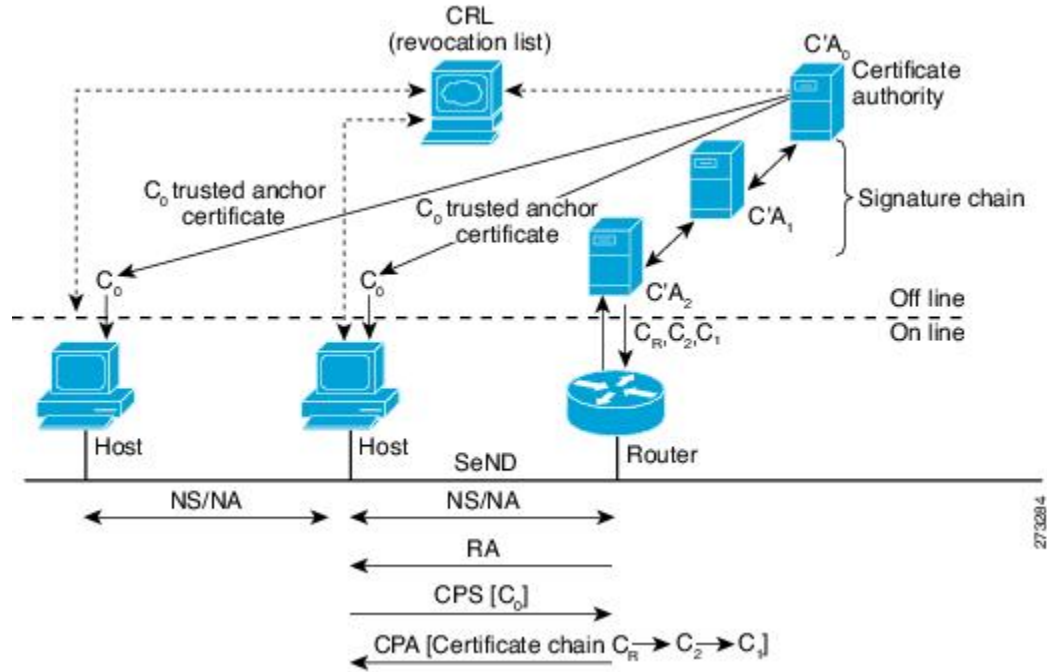 CRL
(revocation list)
C'A₀
Certificate
authority
C₀ trusted anchor
certificate
C₀ trusted anchor
certificate
C'A₁
Signature chain
C₀
C₀
C'A₂
Off line
On line
C_R,C₂,C₁
Host
Host
Router
SeND
NS/NA
NS/NA
RA
CPS [C₀]
CPA [Certificate chain C_R → C₂ → C₁]
273284